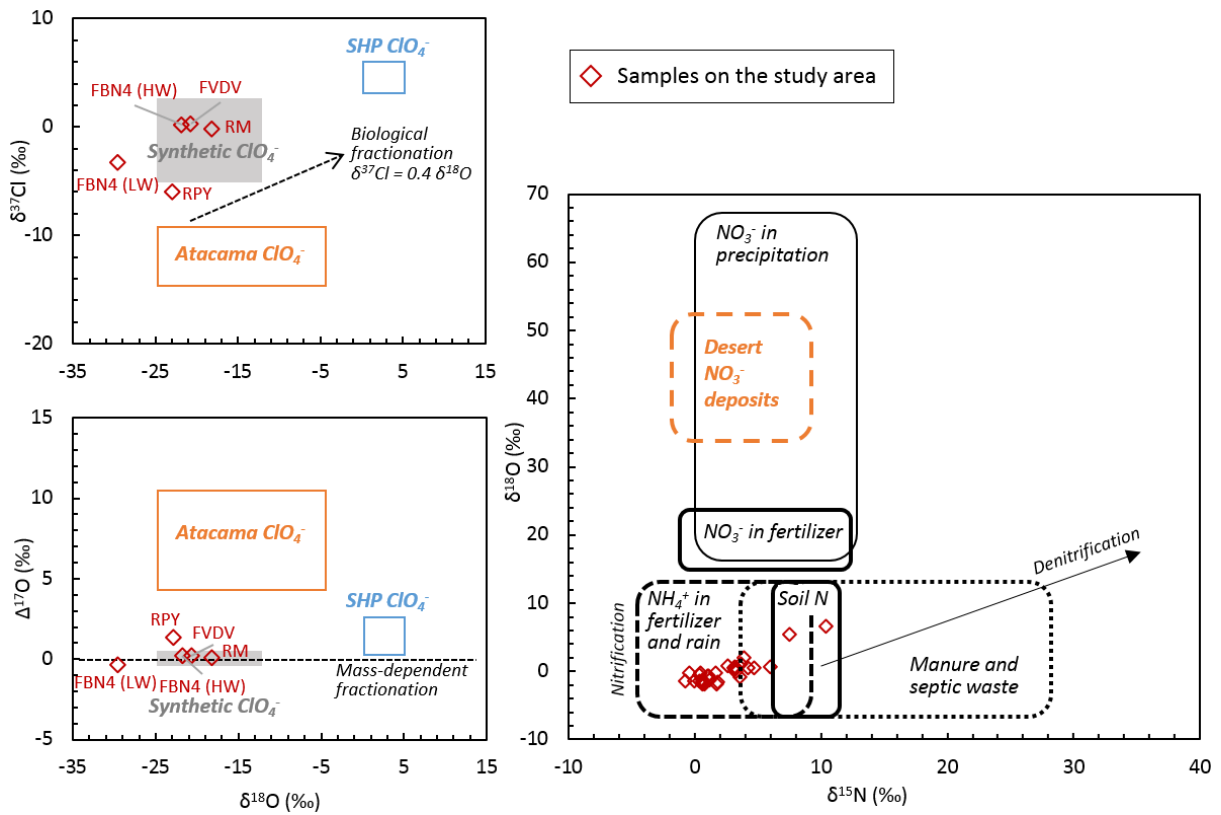 10
0
-10
-20
δ³⁷Cl (‰)
SHP ClO₄⁻
FBN4 (HW)
FVDV
RM
Synthetic ClO₄⁻
FBN4 (LW)
RPY
Biological
fractionation
δ³⁷Cl = 0.4 δ¹⁸O
Atacama ClO₄⁻
-35
-25
-15
-5
5
15
15
10
5
0
-5
Δ¹⁷O (‰)
Atacama ClO₄⁻
SHP ClO₄⁻
RPY
FVDV
RM
FBN4 (LW)
FBN4 (HW)
Mass-dependent
fractionation
Synthetic ClO₄⁻
-35
-25
-15
-5
5
15
δ¹⁸O (‰)
Samples on the study area
70
60
50
40
30
20
10
0
-10
δ¹⁸O (‰)
NO₃⁻ in
precipitation
Desert
NO₃⁻
deposits
NO₃⁻ in fertilizer
Denitrification
Nitrification
NH₄⁺ in
fertilizer
and rain
Soil N
Manure and
septic waste
-10
0
10
20
30
40
δ¹⁵N (‰)